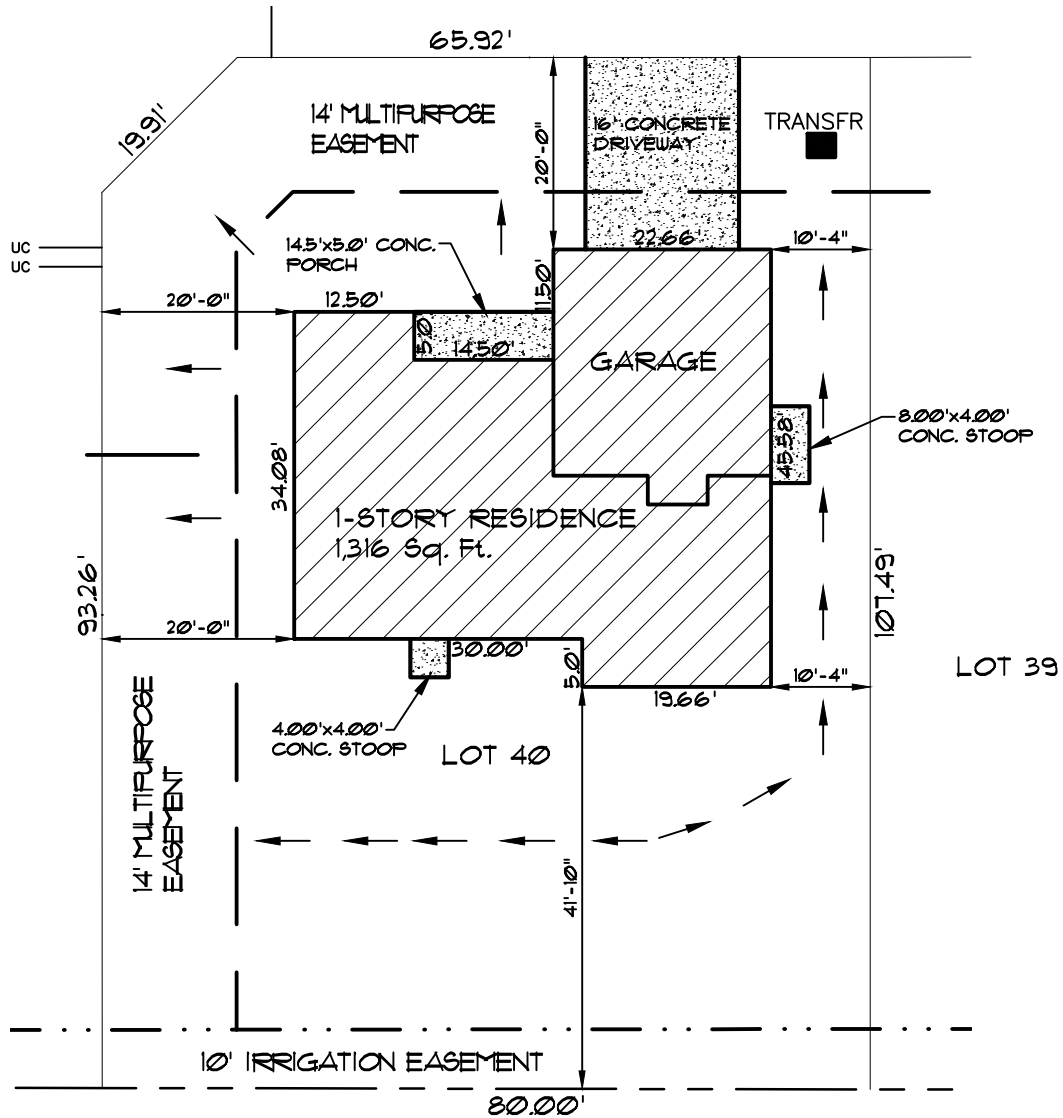 65.92'
19.91'
14' MULTIPURPOSE
EASEMENT
20'-0"
16' CONCRETE
DRIVEWAY
TRANSFR
UC
UC
14.5'x5.0' CONC.
PORCH
22.66'
10'-4"
20'-0"
12.50'
11.50'
5.0'
14.50'
GARAGE
8.00'x4.00'
CONC. STOOP
45.58'
34.08'
1-STORY RESIDENCE
1,316 Sq. Ft.
93.26'
107.49'
20'-0"
30.00'
5.0'
19.66'
10'-4"
LOT 39
4.00'x4.00'
CONC. STOOP
LOT 40
14' MULTIPURPOSE
EASEMENT
41'-10"
10' IRRIGATION EASEMENT
80.00'